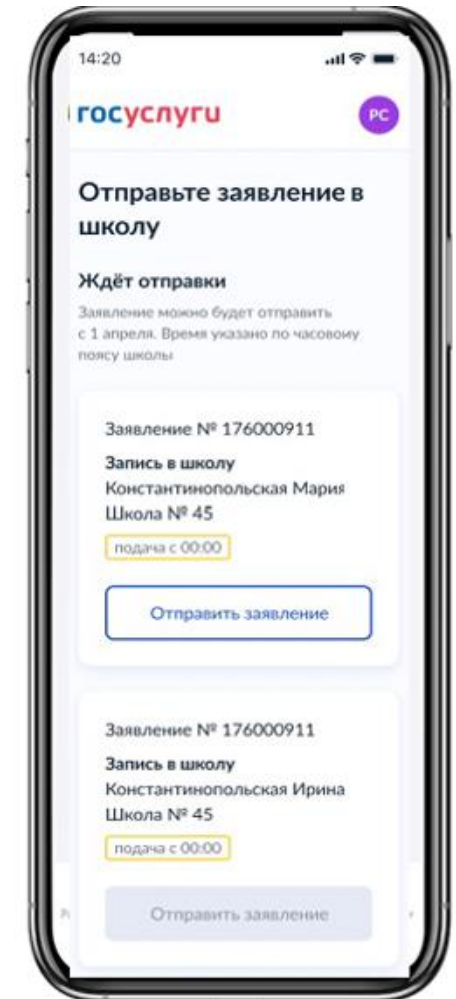 14:20
госуслуги
РС
Отправьте заявление в
школу
Ждёт отправки
Заявление можно будет отправить
с 1 апреля. Время указано по часовому
поясу школы
Заявление № 176000911
Запись в школу
Константинопольская Мария
Школа № 45
подача с 00:00
Отправить заявление
Заявление № 176000911
Запись в школу
Константинопольская Ирина
Школа № 45
подача с 00:00
Отправить заявление